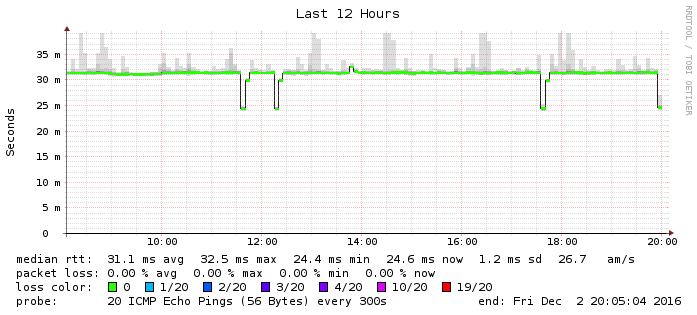 Last 12 Hours
RRDTOOL / TOBI OETIKER
Seconds
35 m
30 m
25 m
20 m
15 m
10 m
5 m
0
10:00 12:00 14:00 16:00 18:00 20:00
median rtt: 31.1 ms avg 32.5 ms max 24.4 ms min 24.6 ms now 1.2 ms sd 26.7 am/s
packet loss: 0.00 % avg 0.00 % max 0.00 % min 0.00 % now
loss color: 0 1/20 2/20 3/20 4/20 10/20 19/20
probe: 20 ICMP Echo Pings (56 Bytes) every 300s end: Fri Dec 2 20:05:04 2016